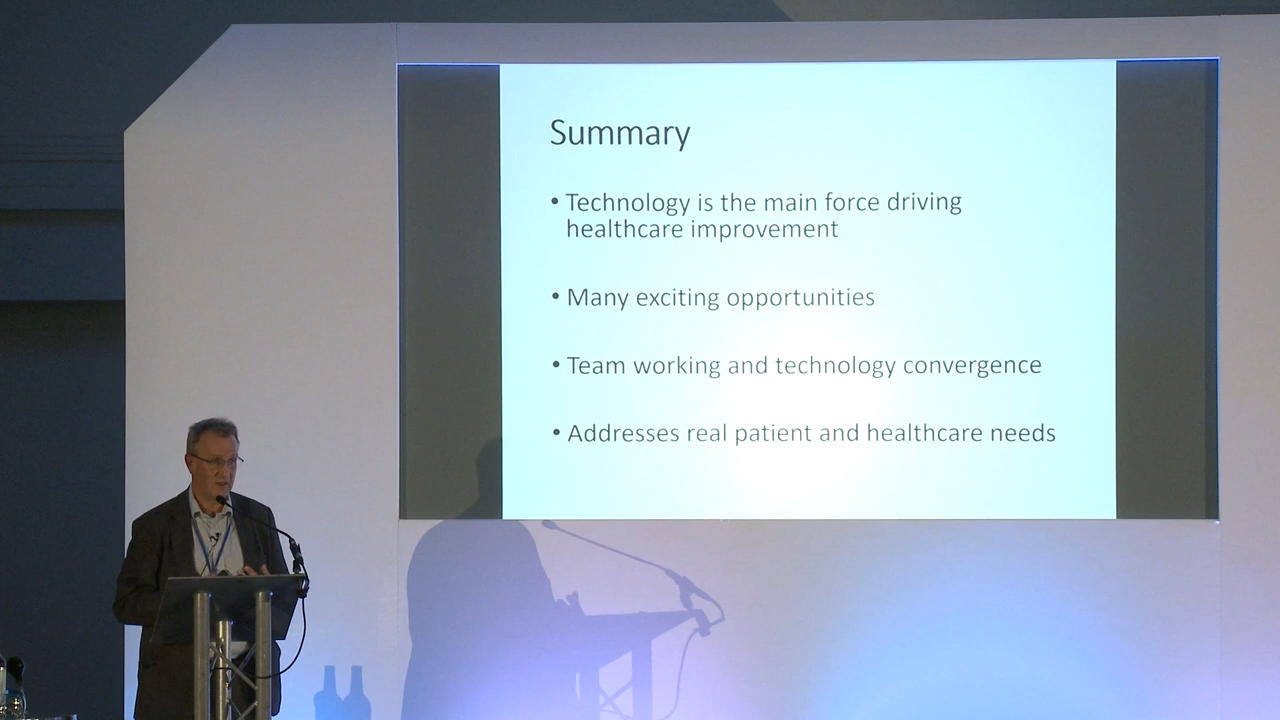 Summary
• Technology is the main force driving
healthcare improvement
• Many exciting opportunities
• Team working and technology convergence
• Addresses real patient and healthcare needs